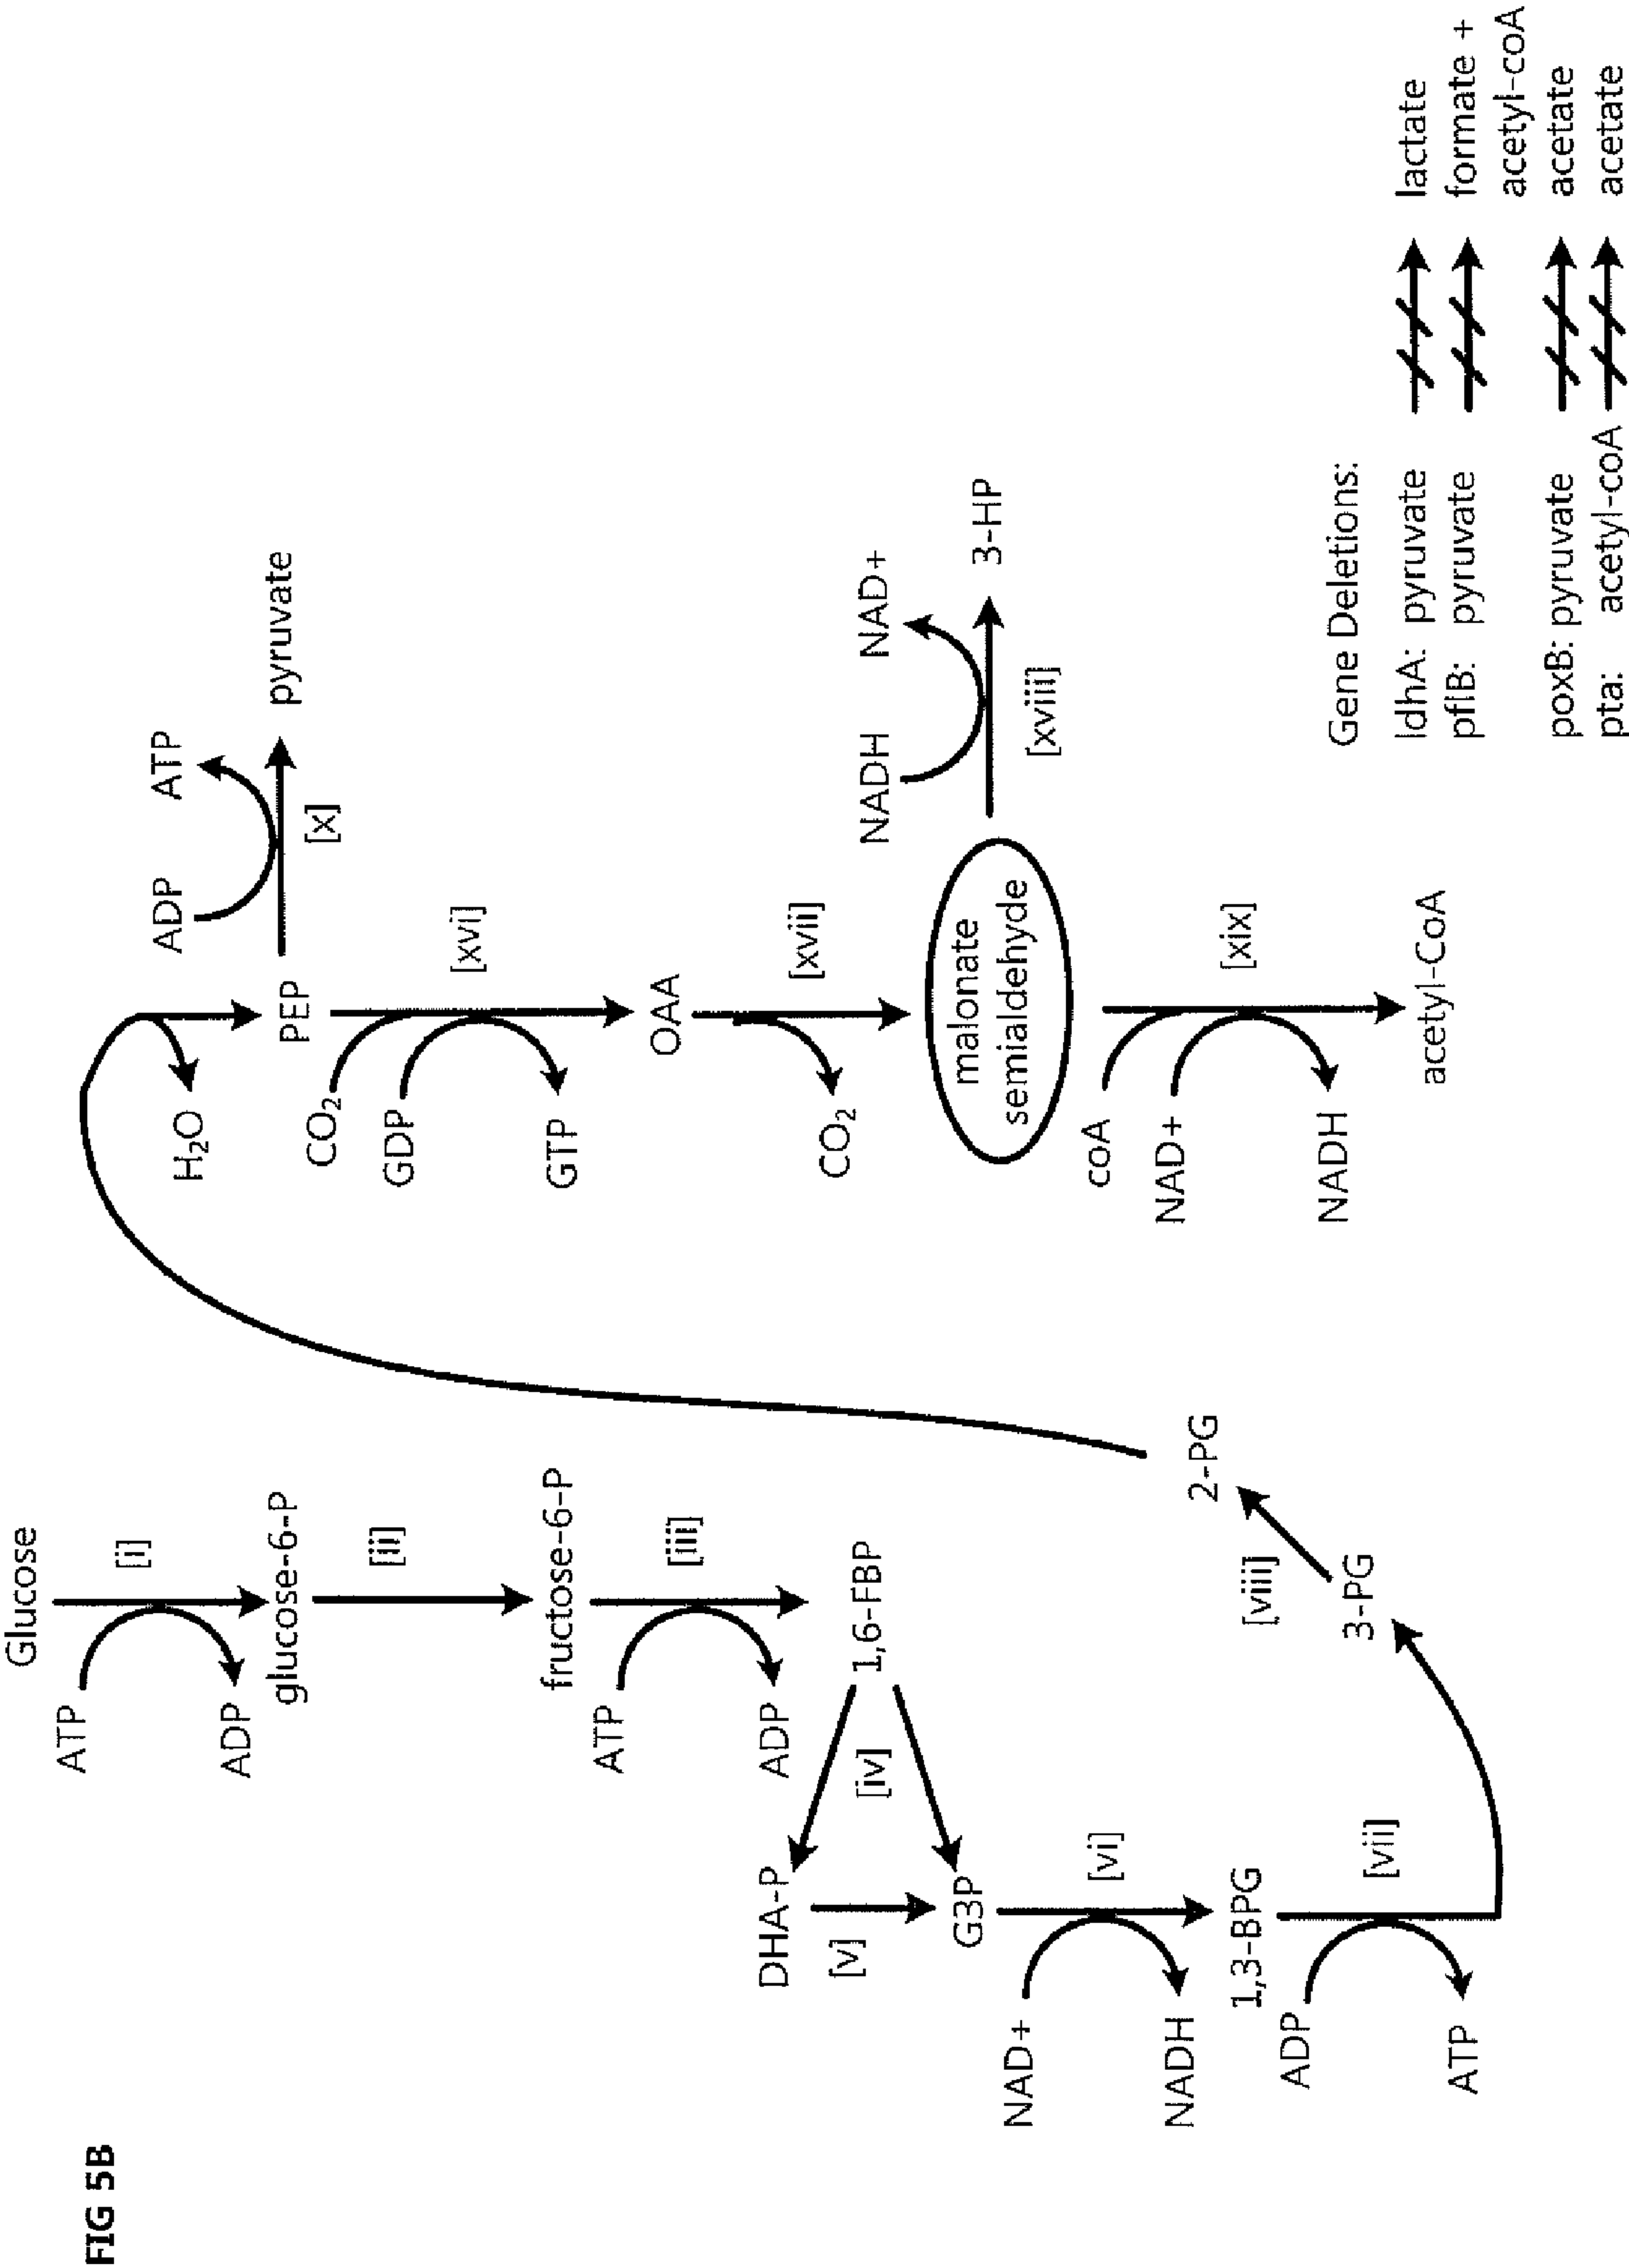 FIG 5B
Glucose
ATP
[i]
ADP
glucose-6-P
[ii]
fructose-6-P
ATP
[iii]
ADP
1,6-FBP
[iv]
DHA-P
[v]
G3P
NAD+
[vi]
NADH
1,3-BPG
ADP
[vii]
ATP
3-PG
[viii]
2-PG
H₂O
PEP
ADP
ATP
[x]
pyruvate
CO₂
GDP
[xvi]
GTP
OAA
[xvii]
CO₂
malonate
semialdehyde
NADH
NAD+
[xviii]
3-HP
coA
NAD+
[xix]
NADH
acetyl-CoA
Gene Deletions:
ldhA: pyruvate lactate
pflB: pyruvate formate +
acetyl-coA
poxB: pyruvate acetate
pta: acetyl-coA acetate